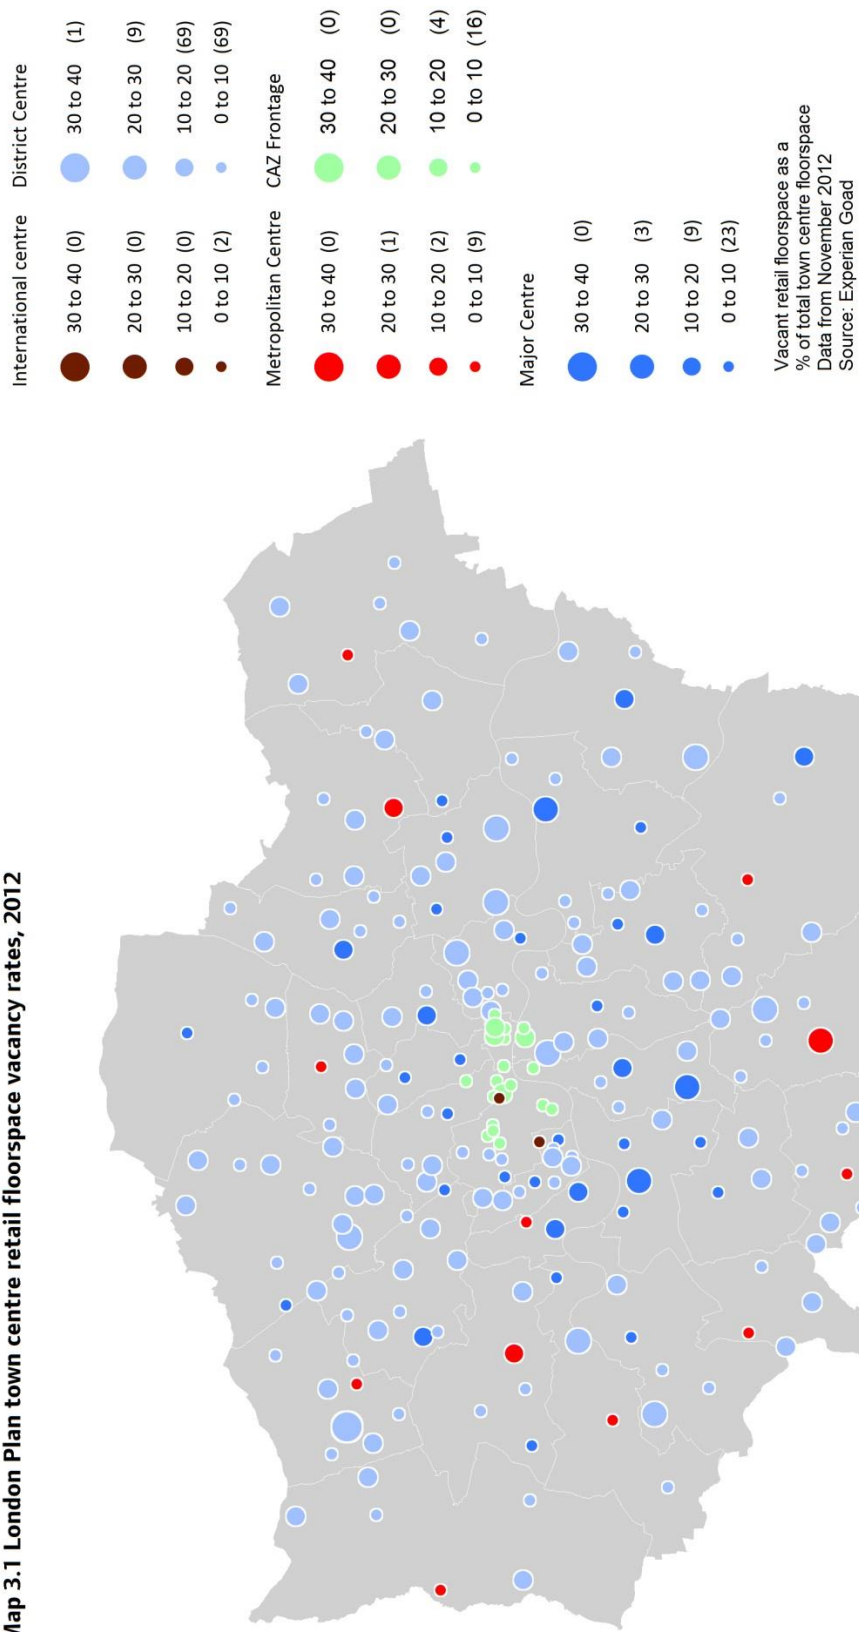 Map 3.1 London Plan town centre retail floorspace vacancy rates, 2012
International centre
30 to 40 (0)
20 to 30 (0)
10 to 20 (0)
0 to 10 (2)
District Centre
30 to 40 (1)
20 to 30 (9)
10 to 20 (69)
0 to 10 (69)
Metropolitan Centre
30 to 40 (0)
20 to 30 (1)
10 to 20 (2)
0 to 10 (9)
CAZ Frontage
30 to 40 (0)
20 to 30 (0)
10 to 20 (4)
0 to 10 (16)
Major Centre
30 to 40 (0)
20 to 30 (3)
10 to 20 (9)
0 to 10 (23)
Vacant retail floorspace as a
% of total town centre floorspace
Data from November 2012
Source: Experian Goad